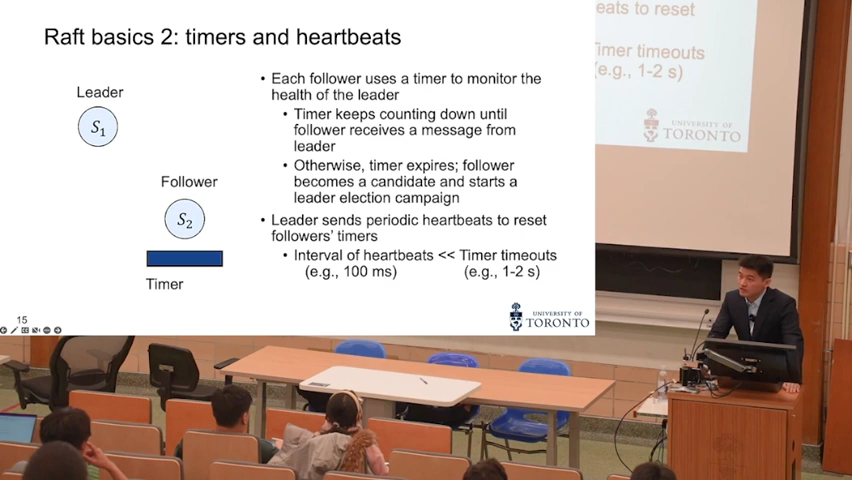 Raft basics 2: timers and heartbeats
Leader
S1
Follower
S2
Timer
• Each follower uses a timer to monitor the
health of the leader
• Timer keeps counting down until
follower receives a message from
leader
• Otherwise, timer expires; follower
becomes a candidate and starts a
leader election campaign
• Leader sends periodic heartbeats to reset
followers' timers
• Interval of heartbeats << Timer timeouts
(e.g., 100 ms) (e.g., 1-2 s)
15
UNIVERSITY OF
TORONTO
eats to reset
Timer timeouts
(e.g., 1-2 s)
UNIVERSITY OF
TORONTO